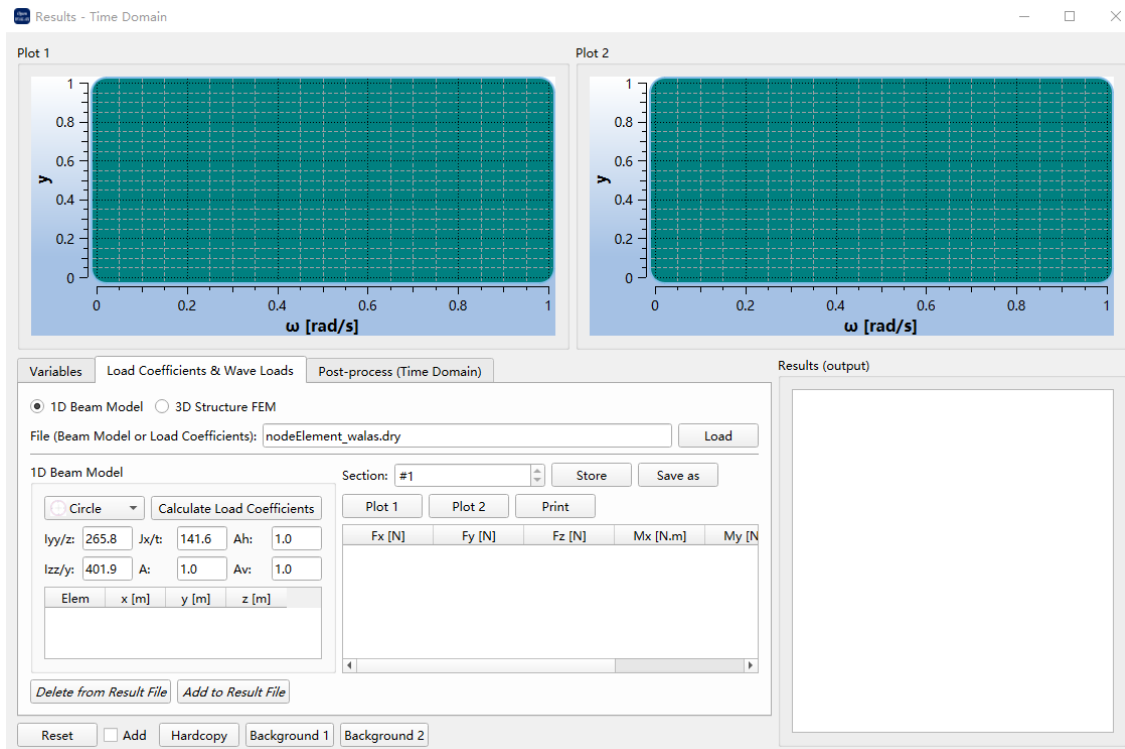 Results - Time Domain
Plot 1
Plot 2
1
0.8
0.6
0.4
0.2
0
y
0 0.2 0.4 0.6 0.8 1
ω [rad/s]
1
0.8
0.6
0.4
0.2
0
y
0 0.2 0.4 0.6 0.8 1
ω [rad/s]
Variables Load Coefficients & Wave Loads Post-process (Time Domain)
1D Beam Model 3D Structure FEM
File (Beam Model or Load Coefficients): nodeElement_walas.dry Load
1D Beam Model
Circle Calculate Load Coefficients
Iyy/z: 265.8 Jx/t: 141.6 Ah: 1.0
Izz/y: 401.9 A: 1.0 Av: 1.0
Elem x [m] y [m] z [m]
Section: #1 Store Save as
Plot 1 Plot 2 Print
Fx [N] Fy [N] Fz [N] Mx [N.m] My [N
Delete from Result File Add to Result File
Results (output)
Reset Add Hardcopy Background 1 Background 2